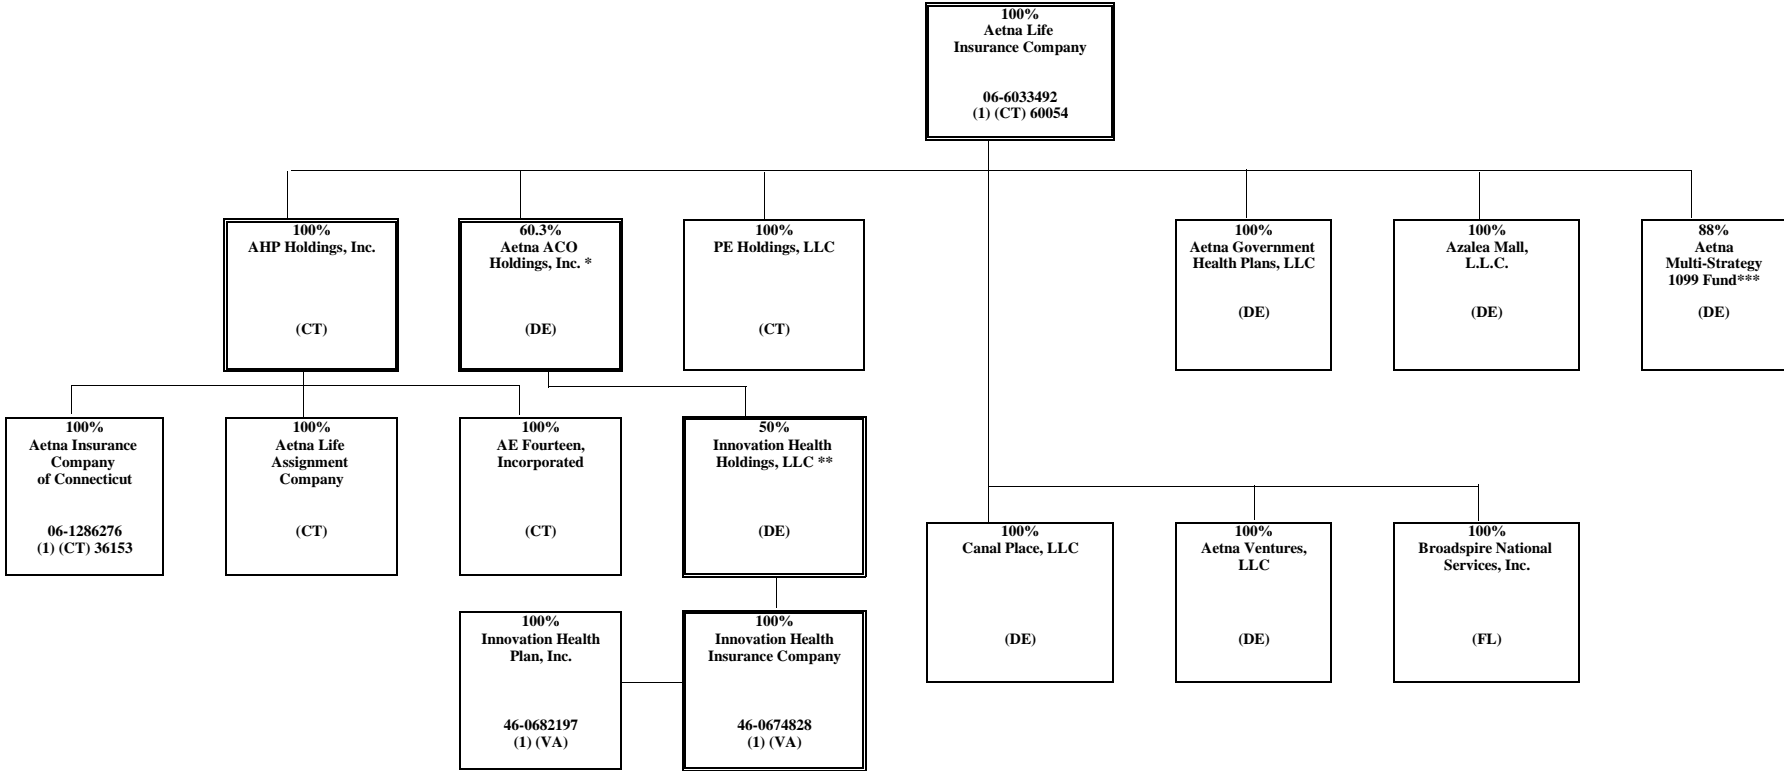 100%
Aetna Life
Insurance Company
06-6033492
(1) (CT) 60054
100%
AHP Holdings, Inc.
(CT)
60.3%
Aetna ACO
Holdings, Inc. *
(DE)
100%
PE Holdings, LLC
(CT)
100%
Aetna Government
Health Plans, LLC
(DE)
100%
Azalea Mall,
L.L.C.
(DE)
88%
Aetna
Multi-Strategy
1099 Fund***
(DE)
100%
Aetna Insurance
Company
of Connecticut
06-1286276
(1) (CT) 36153
100%
Aetna Life
Assignment
Company
(CT)
100%
AE Fourteen,
Incorporated
(CT)
50%
Innovation Health
Holdings, LLC **
(DE)
100%
Canal Place, LLC
(DE)
100%
Aetna Ventures,
LLC
(DE)
100%
Broadspire National
Services, Inc.
(FL)
100%
Innovation Health
Plan, Inc.
46-0682197
(1) (VA)
100%
Innovation Health
Insurance Company
46-0674828
(1) (VA)